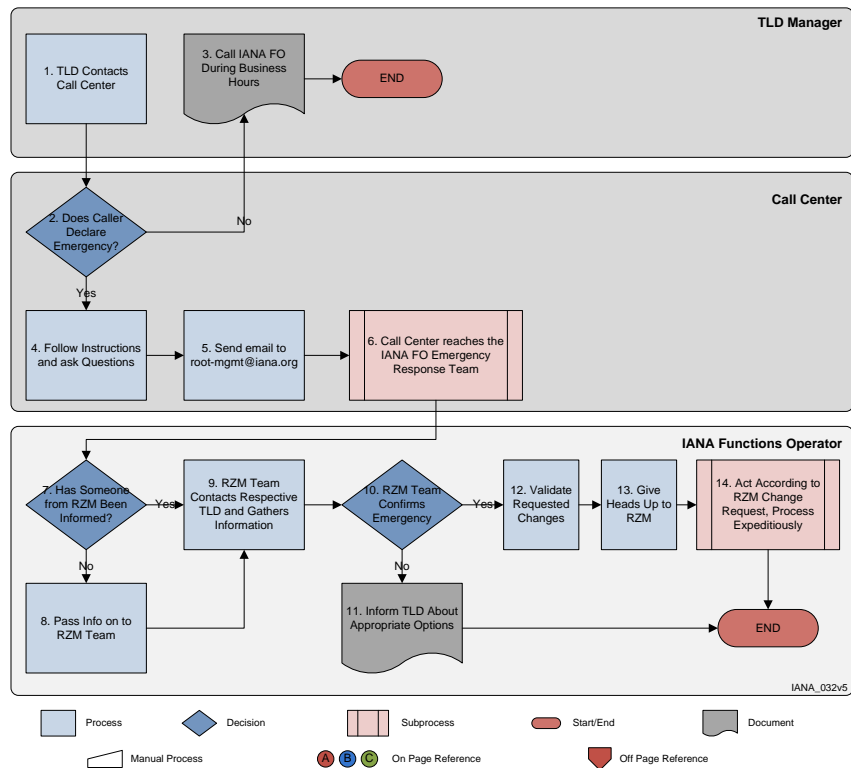 TLD Manager
1. TLD Contacts
Call Center
3. Call IANA FO
During Business
Hours
END
Call Center
2. Does Caller
Declare
Emergency?
No
Yes
4. Follow Instructions
and ask Questions
5. Send email to
root-mgmt@iana.org
6. Call Center reaches the
IANA FO Emergency
Response Team
IANA Functions Operator
7. Has Someone
from RZM Been
Informed?
Yes
No
8. Pass Info on to
RZM Team
9. RZM Team
Contacts Respective
TLD and Gathers
Information
10. RZM Team
Confirms
Emergency
Yes
No
11. Inform TLD About
Appropriate Options
12. Validate
Requested
Changes
13. Give
Heads Up to
RZM
14. Act According to
RZM Change
Request, Process
Expeditiously
END
IANA_032v5
Process
Decision
Subprocess
Start/End
Document
Manual Process
A B C On Page Reference
Off Page Reference